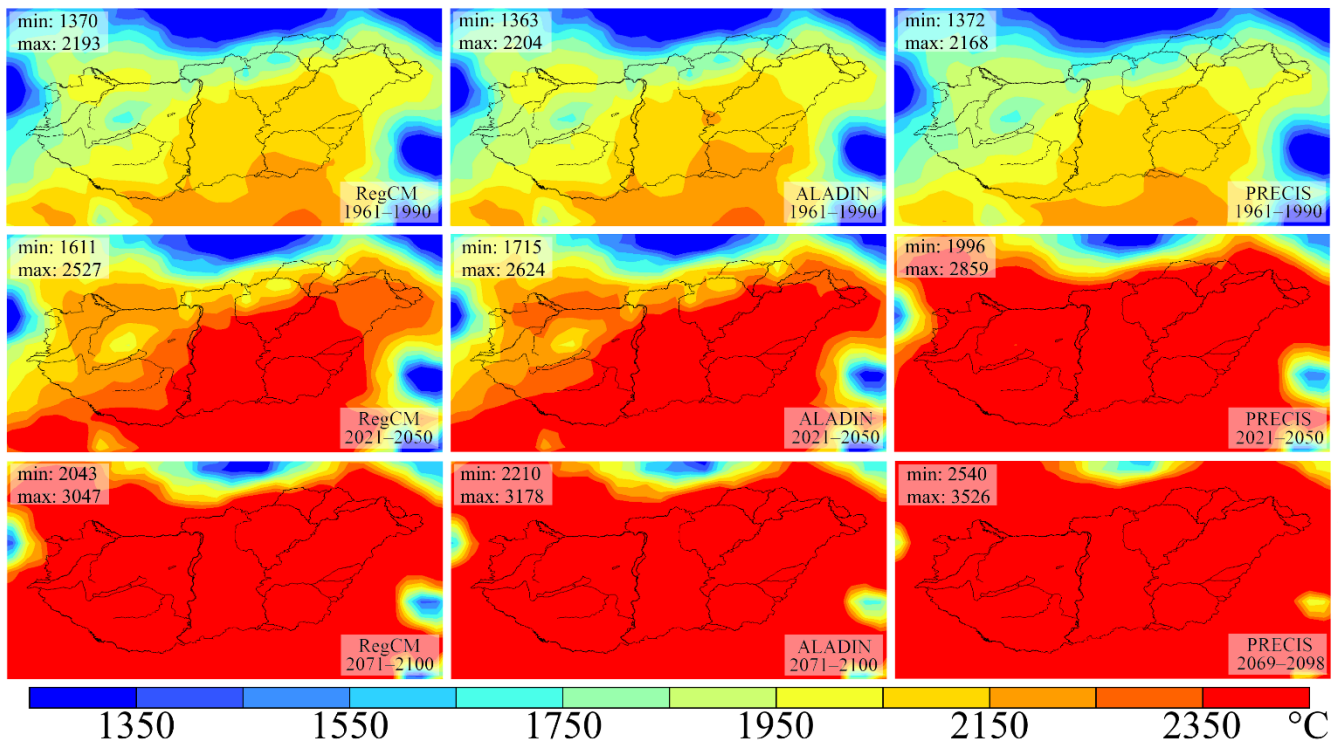 min: 1370
max: 2193
RegCM
1961–1990
min: 1363
max: 2204
ALADIN
1961–1990
min: 1372
max: 2168
PRECIS
1961–1990
min: 1611
max: 2527
RegCM
2021–2050
min: 1715
max: 2624
ALADIN
2021–2050
min: 1996
max: 2859
PRECIS
2021–2050
min: 2043
max: 3047
RegCM
2071–2100
min: 2210
max: 3178
ALADIN
2071–2100
min: 2540
max: 3526
PRECIS
2069–2098
1350 1550 1750 1950 2150 2350 °C